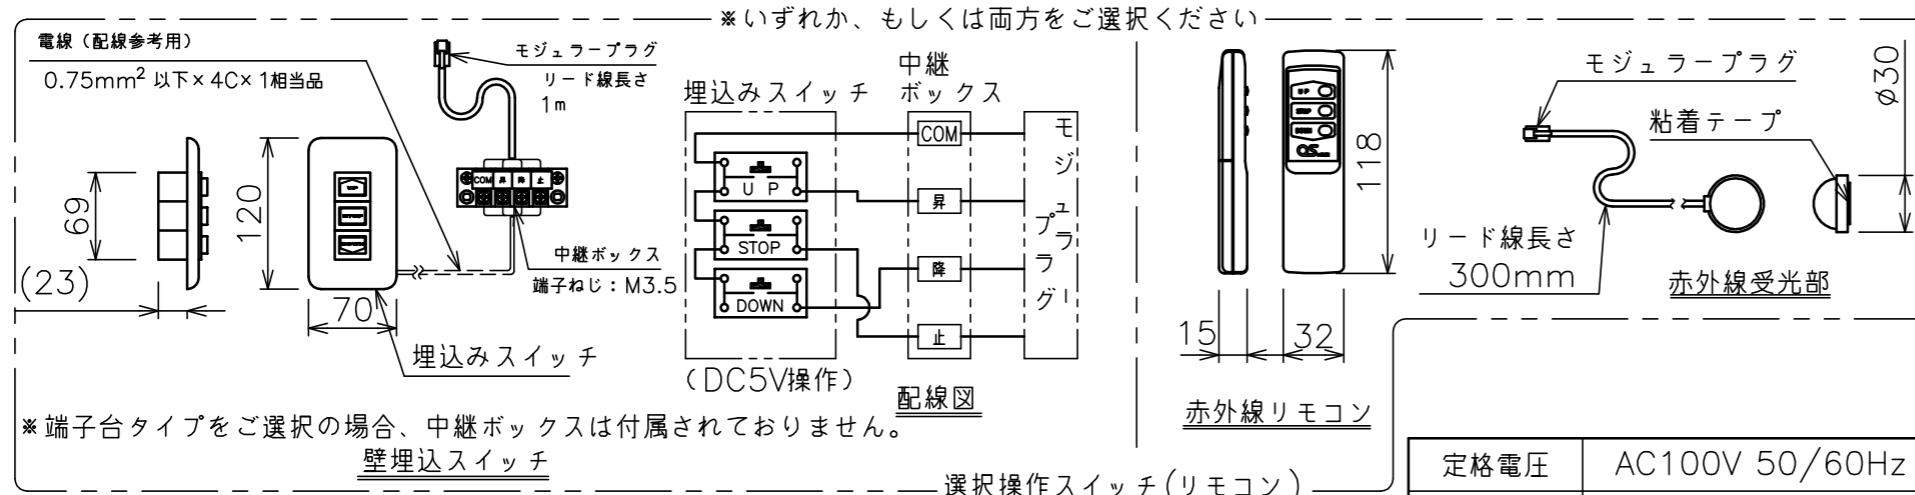 ※いずれか、もしくは両方をご選択ください
電線（配線参考用）
0.75mm² 以下×4C×1相当品
モジュラープラグ
リード線長さ
1m
69
(23)
120
70
COM 昇 降 止
中継ボックス
端子ねじ：M3.5
埋込みスイッチ
埋込みスイッチ
中継
ボックス
UP
STOP
DOWN
COM
昇
降
止
モジュラープラグ
(DC5V操作)
配線図
※端子台タイプをご選択の場合、中継ボックスは付属されておりません。
壁埋込スイッチ
UP
STOP
DOWN
OS
118
15
32
赤外線リモコン
モジュラープラグ
粘着テープ
φ30
リード線長さ
300mm
赤外線受光部
選択操作スイッチ(リモコン)
定格電圧 AC100V 50/60Hz